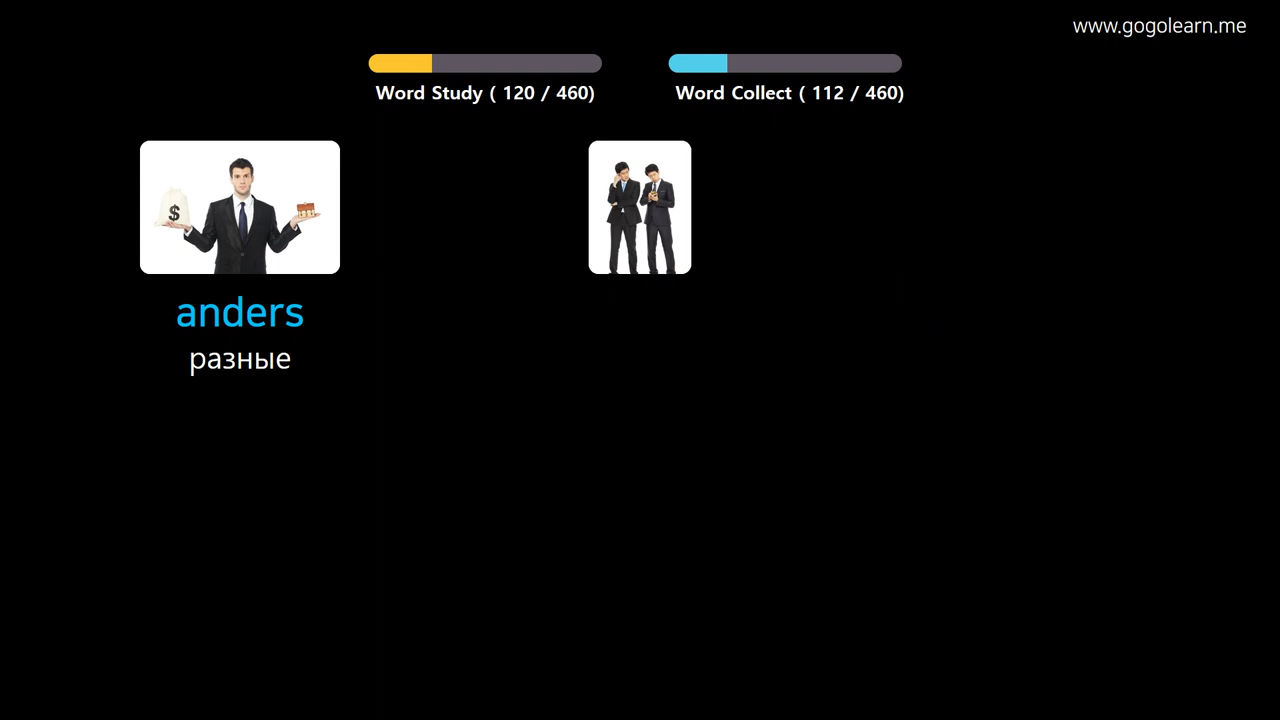 www.gogolearn.me
Word Study ( 120 / 460)
Word Collect ( 112 / 460)
$
anders
разные